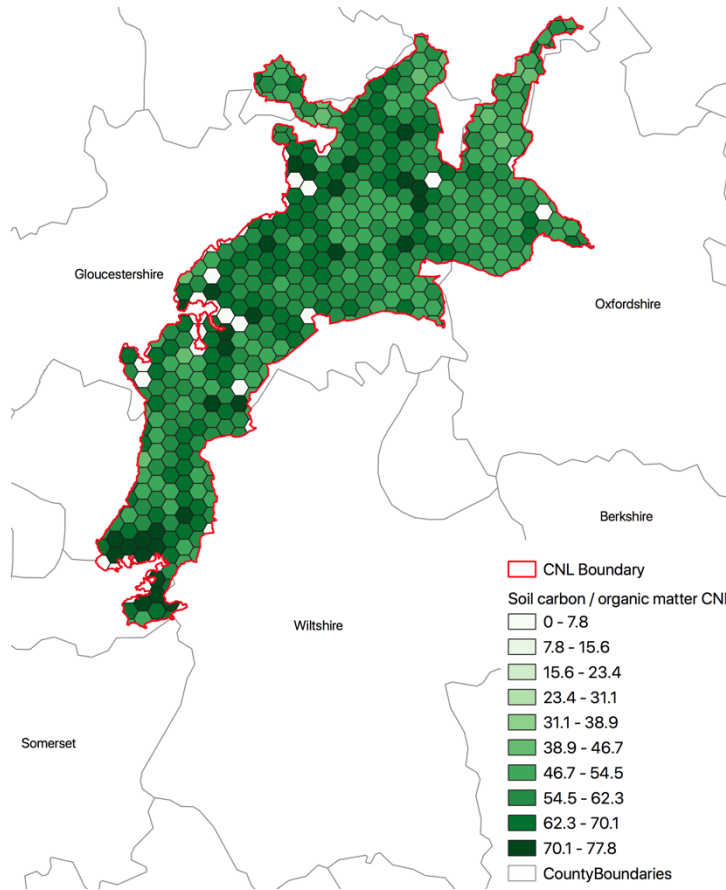 Gloucestershire
Oxfordshire
Berkshire
Wiltshire
Somerset
CNL Boundary
Soil carbon / organic matter CNL
0 - 7.8
7.8 - 15.6
15.6 - 23.4
23.4 - 31.1
31.1 - 38.9
38.9 - 46.7
46.7 - 54.5
54.5 - 62.3
62.3 - 70.1
70.1 - 77.8
CountyBoundaries